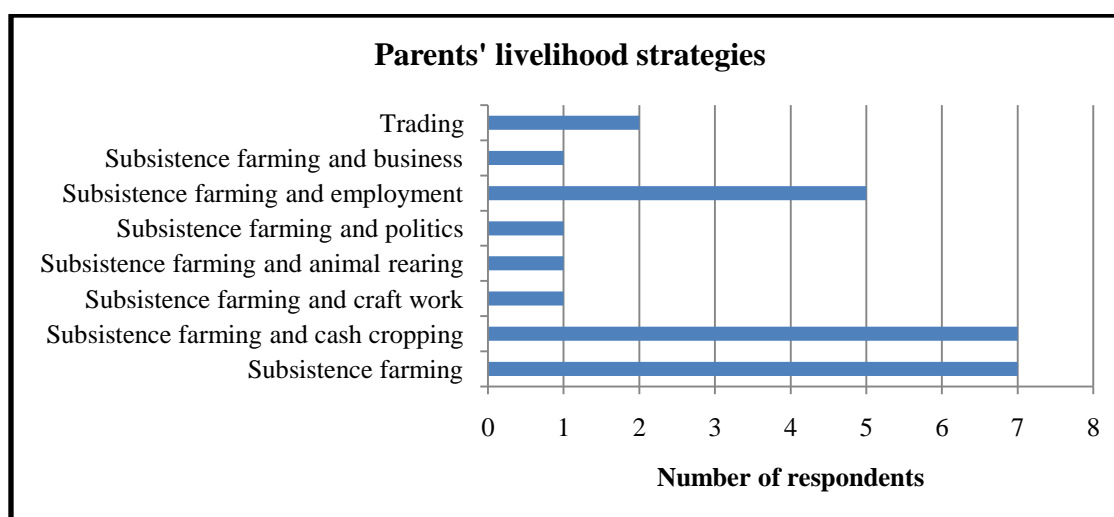 Parents' livelihood strategies
Trading
Subsistence farming and business
Subsistence farming and employment
Subsistence farming and politics
Subsistence farming and animal rearing
Subsistence farming and craft work
Subsistence farming and cash cropping
Subsistence farming
0 1 2 3 4 5 6 7 8
Number of respondents